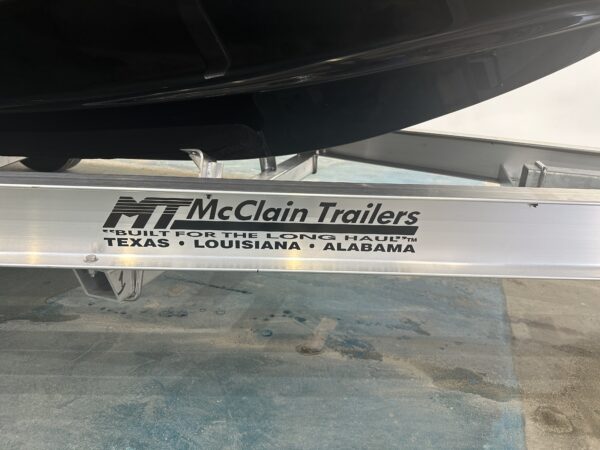 MT McClain Trailers
"BUILT FOR THE LONG HAUL"™
TEXAS • LOUISIANA • ALABAMA